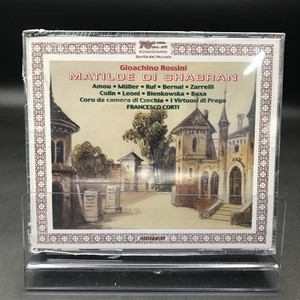 BONGIOVANNI
Gioachino Rossini
MATILDE DI SHABRAN
Amou • Müller • Ruf • Bernal • Zarrelli
Colin • Leoni • Bienkowska • Baxa
Coro da camera di Czechia • I Virtuosi di Praga
FRANCESCO CORTI